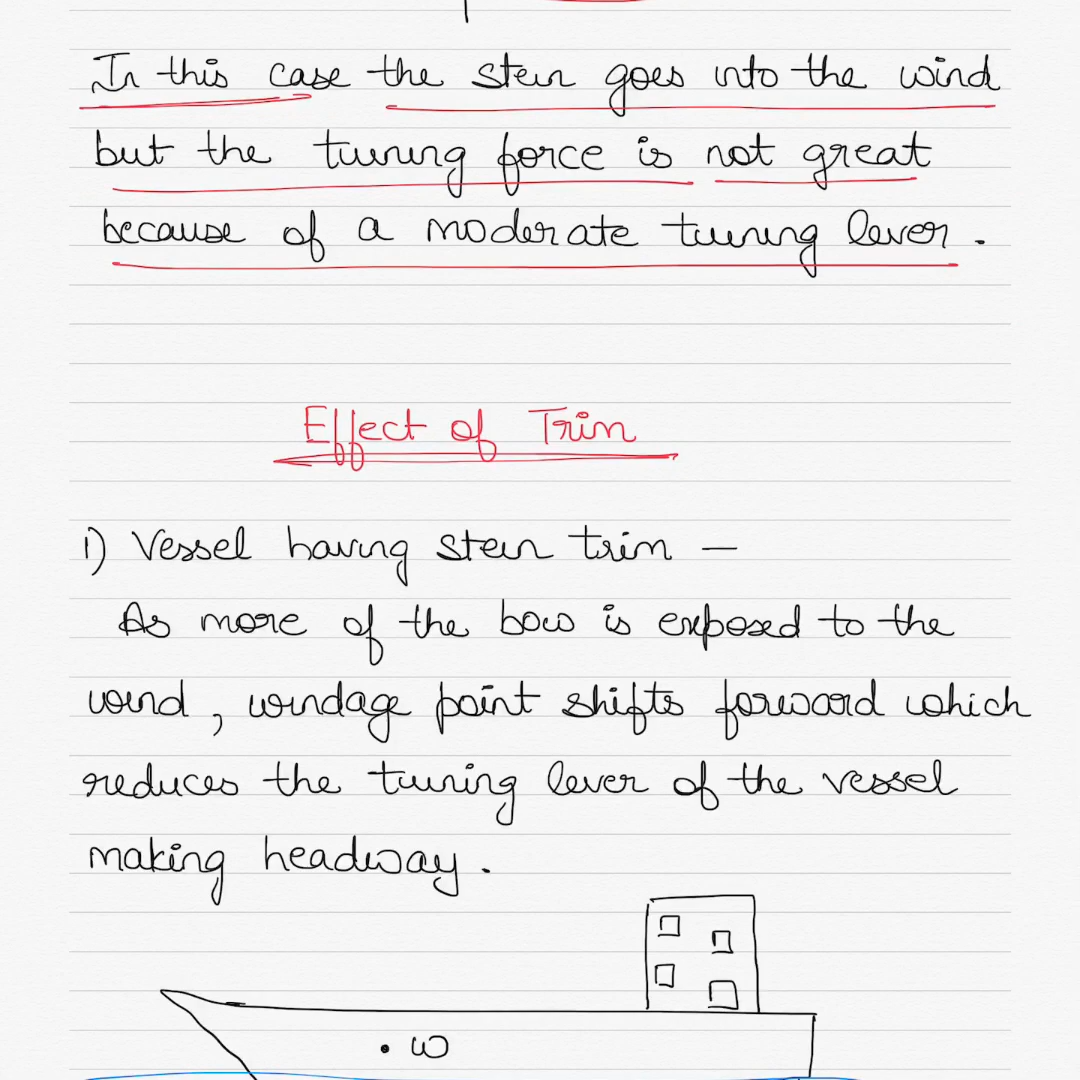 In this case the stern goes into the wind
but the turning force is not great
because of a moderate turning lever.
Effect of Trim
1) Vessel having stern trim —
As more of the bow is exposed to the
wind, windage point shifts forward which
reduces the turning lever of the vessel
making headway.
• W